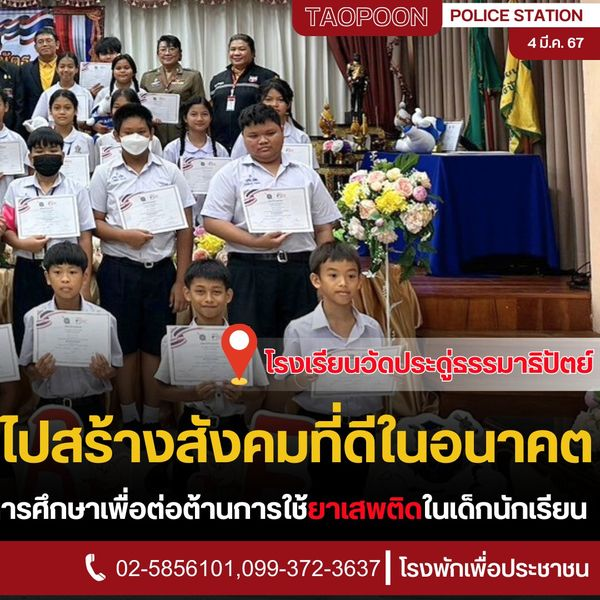 TAOPOON POLICE STATION
4 มี.ค. 67
โรงเรียนวัดประดู่ธรรมาธิปัตย์
ไปสร้างสังคมที่ดีในอนาคต
ารศึกษาเพื่อต่อต้านการใช้ยาเสพติดในเด็กนักเรียน
02-5856101,099-372-3637 โรงพักเพื่อประชาชน